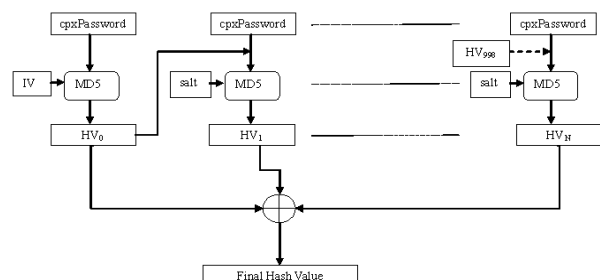 cpxPassword
cpxPassword
cpxPassword
HV998
IV
MD5
salt
MD5
salt
MD5
HV0
HV1
HVN
Final Hash Value